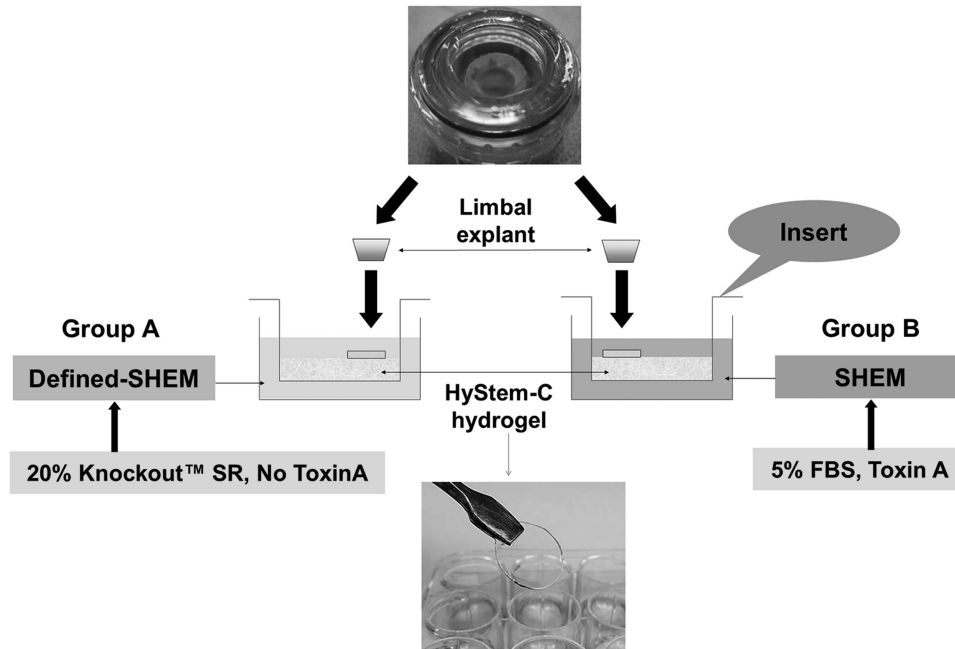 Limbal
explant
Insert
Group A
Group B
Defined-SHEM
SHEM
HyStem-C
hydrogel
20% Knockout™ SR, No ToxinA
5% FBS, Toxin A